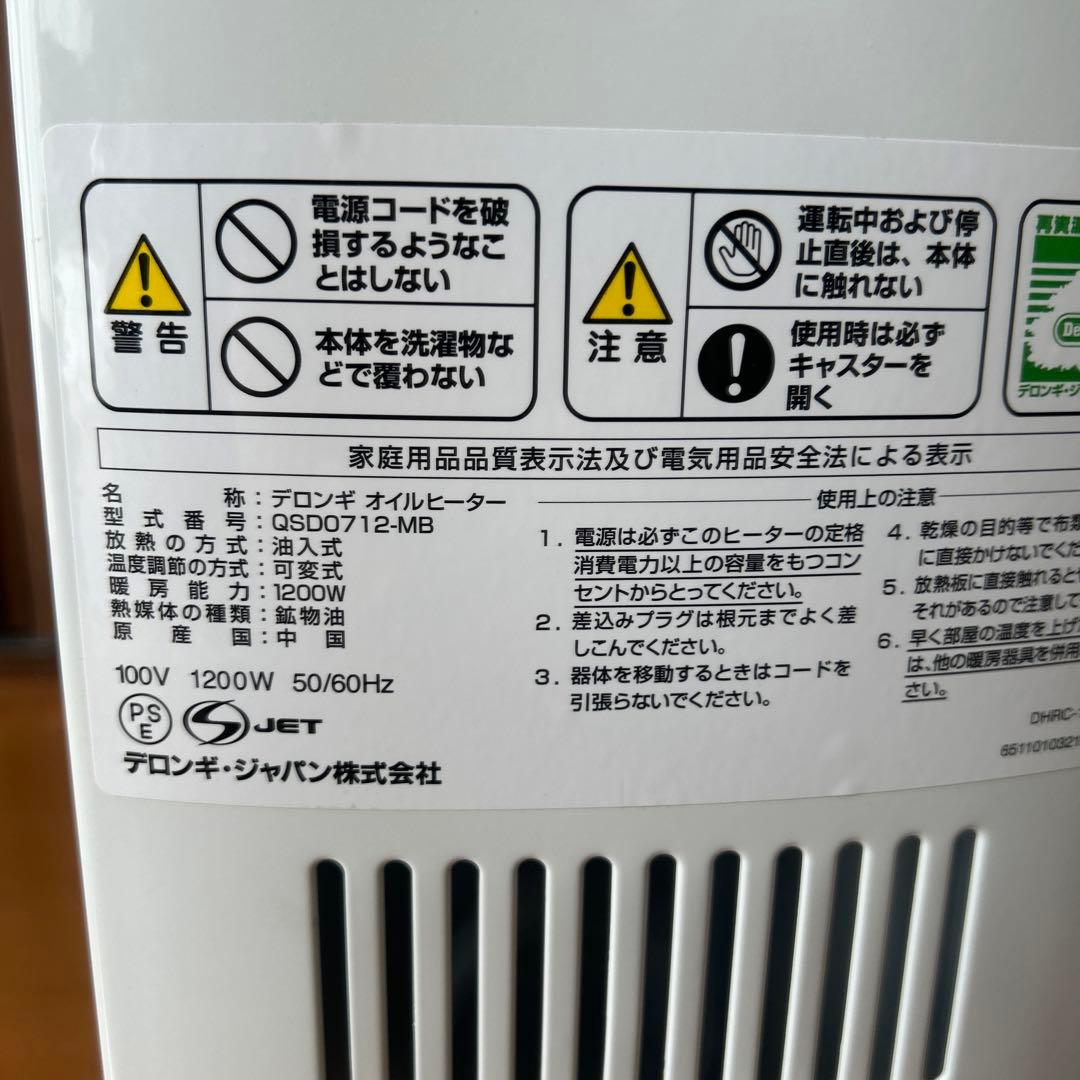 警告
電源コードを破
損するようなこ
とはしない
本体を洗濯物な
どで覆わない
注意
運転中および停
止直後は、本体
に触れない
使用時は必ず
キャスターを
開く
再資源
De
デロンギ・ジャ
家庭用品品質表示法及び電気用品安全法による表示
名称：デロンギ オイルヒーター
型式番号：QSD0712-MB
放熱の方式：油入式
温度調節の方式：可変式
暖房能力：1200W
熱媒体の種類：鉱物油
原産国：中国
100V 1200W 50/60Hz
PS
E
S JET
デロンギ・ジャパン株式会社
使用上の注意
1. 電源は必ずこのヒーターの定格
消費電力以上の容量をもつコン
セントからとってください。
2. 差込みプラグは根元までよく差
しこんでください。
3. 器体を移動するときはコードを
引張らないでください。
4. 乾燥の目的等で布類
に直接かけないでくだ
5. 放熱板に直接触れると
それがあるので注意して
6. 早く部屋の温度を上げ
は、他の暖房器具を併用
さい。
DHRC-
6511010321